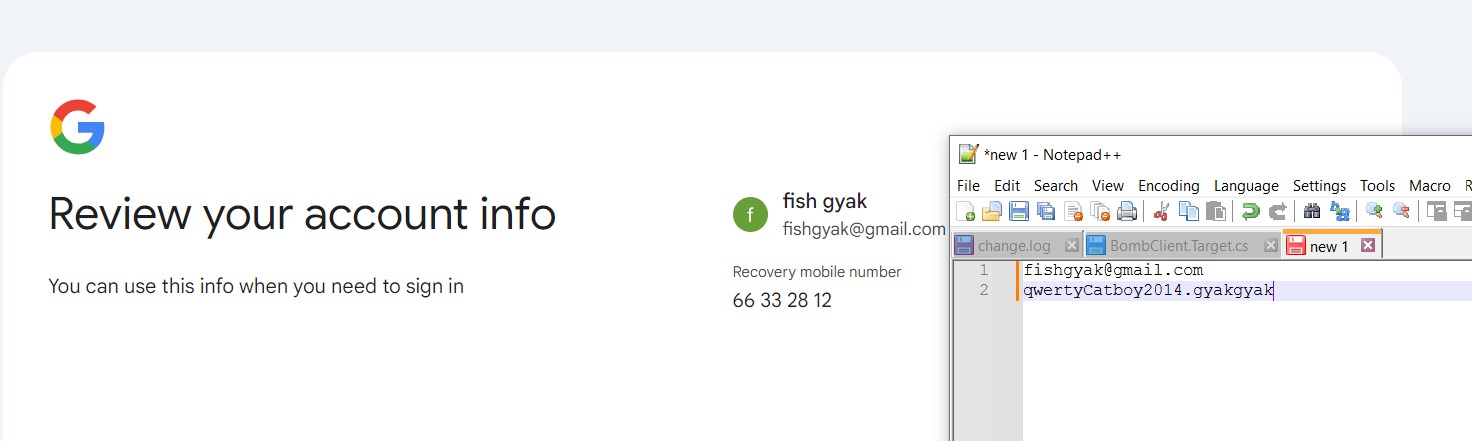 Review your account info
You can use this info when you need to sign in
f
fish gyak
fishgyak@gmail.com
Recovery mobile number
66 33 28 12
*new 1 - Notepad++
File Edit Search View Encoding Language Settings Tools Macro R
change.log BombClient.Target.cs new 1
1 fishgyak@gmail.com
2 qwertyCatboy2014.gyakgyak